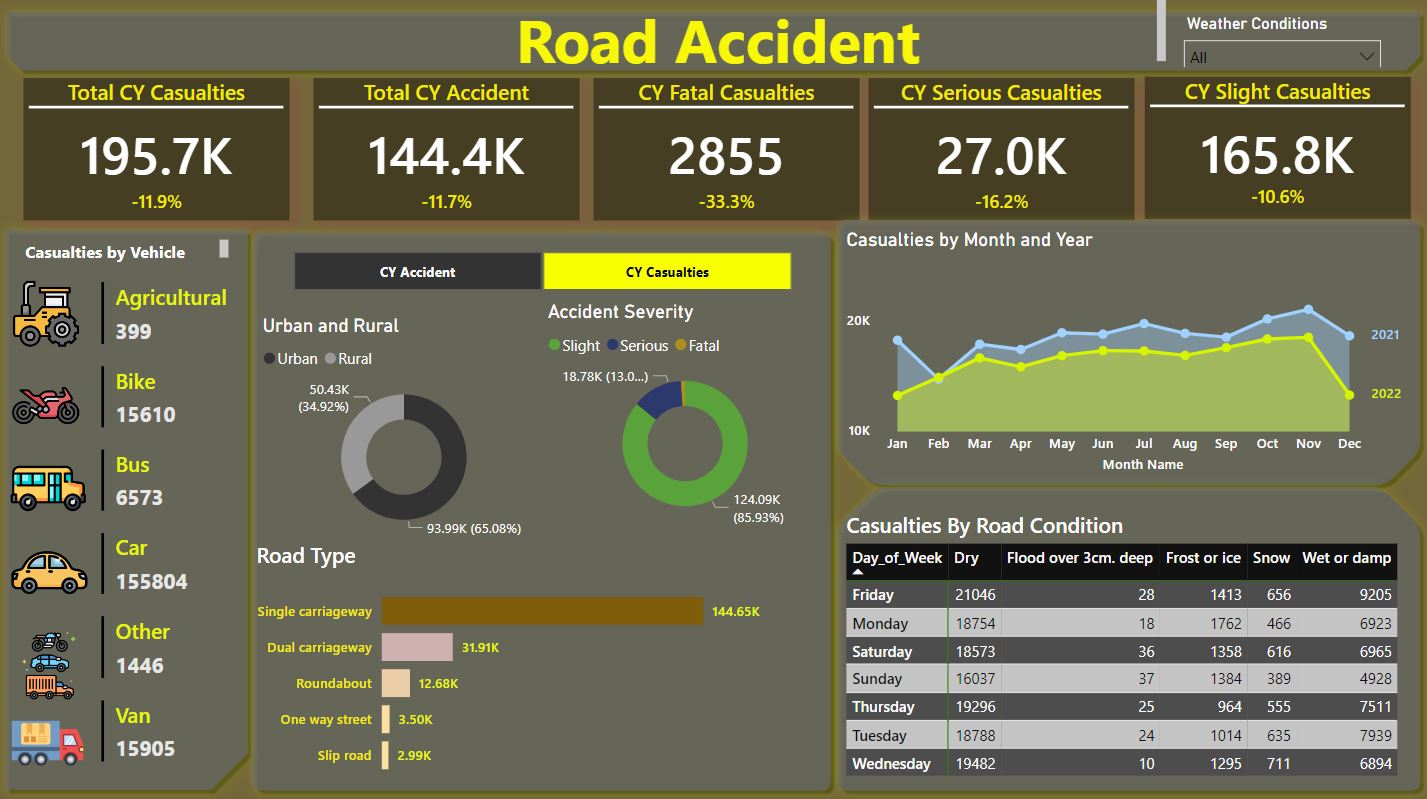 Road Accident
Weather Conditions
All
Total CY Casualties
195.7K
-11.9%
Total CY Accident
144.4K
-11.7%
CY Fatal Casualties
2855
-33.3%
CY Serious Casualties
27.0K
-16.2%
CY Slight Casualties
165.8K
-10.6%
Casualties by Vehicle
Agricultural
399
Bike
15610
Bus
6573
Car
155804
Other
1446
Van
15905
CY Accident
CY Casualties
Urban and Rural
Urban Rural
50.43K
(34.92%)
93.99K (65.08%)
Accident Severity
Slight Serious Fatal
18.78K (13.0...)
124.09K
(85.93%)
Road Type
Single carriageway 144.65K
Dual carriageway 31.91K
Roundabout 12.68K
One way street 3.50K
Slip road 2.99K
Casualties by Month and Year
20K
10K
2021
2022
Jan Feb Mar Apr May Jun Jul Aug Sep Oct Nov Dec
Month Name
Casualties By Road Condition
Day_of_Week Dry Flood over 3cm. deep Frost or ice Snow Wet or damp
Friday 21046 28 1413 656 9205
Monday 18754 18 1762 466 6923
Saturday 18573 36 1358 616 6965
Sunday 16037 37 1384 389 4928
Thursday 19296 25 964 555 7511
Tuesday 18788 24 1014 635 7939
Wednesday 19482 10 1295 711 6894